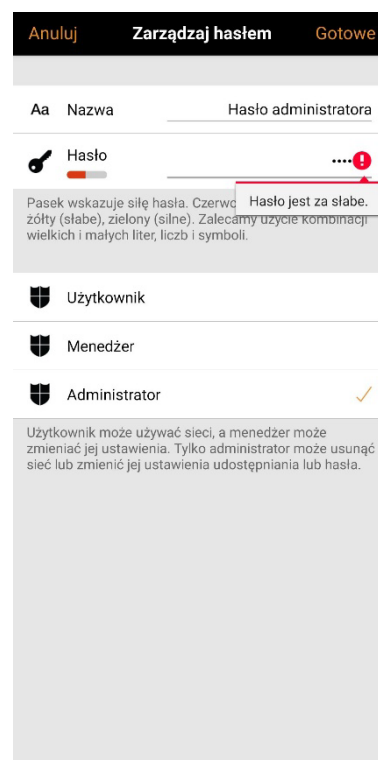 Anuluj Zarządzaj hasłem Gotowe
Aa Nazwa Hasło administratora
Hasło ••••
Hasło jest za słabe.
Pasek wskazuje siłę hasła. Czerwo
żółty (słabe), zielony (silne). Zalecamy użycie kombinacji
wielkich i małych liter, liczb i symboli.
Użytkownik
Menedżer
Administrator
Użytkownik może używać sieci, a menedżer może
zmieniać jej ustawienia. Tylko administrator może usunąć
sieć lub zmienić jej ustawienia udostępniania lub hasła.